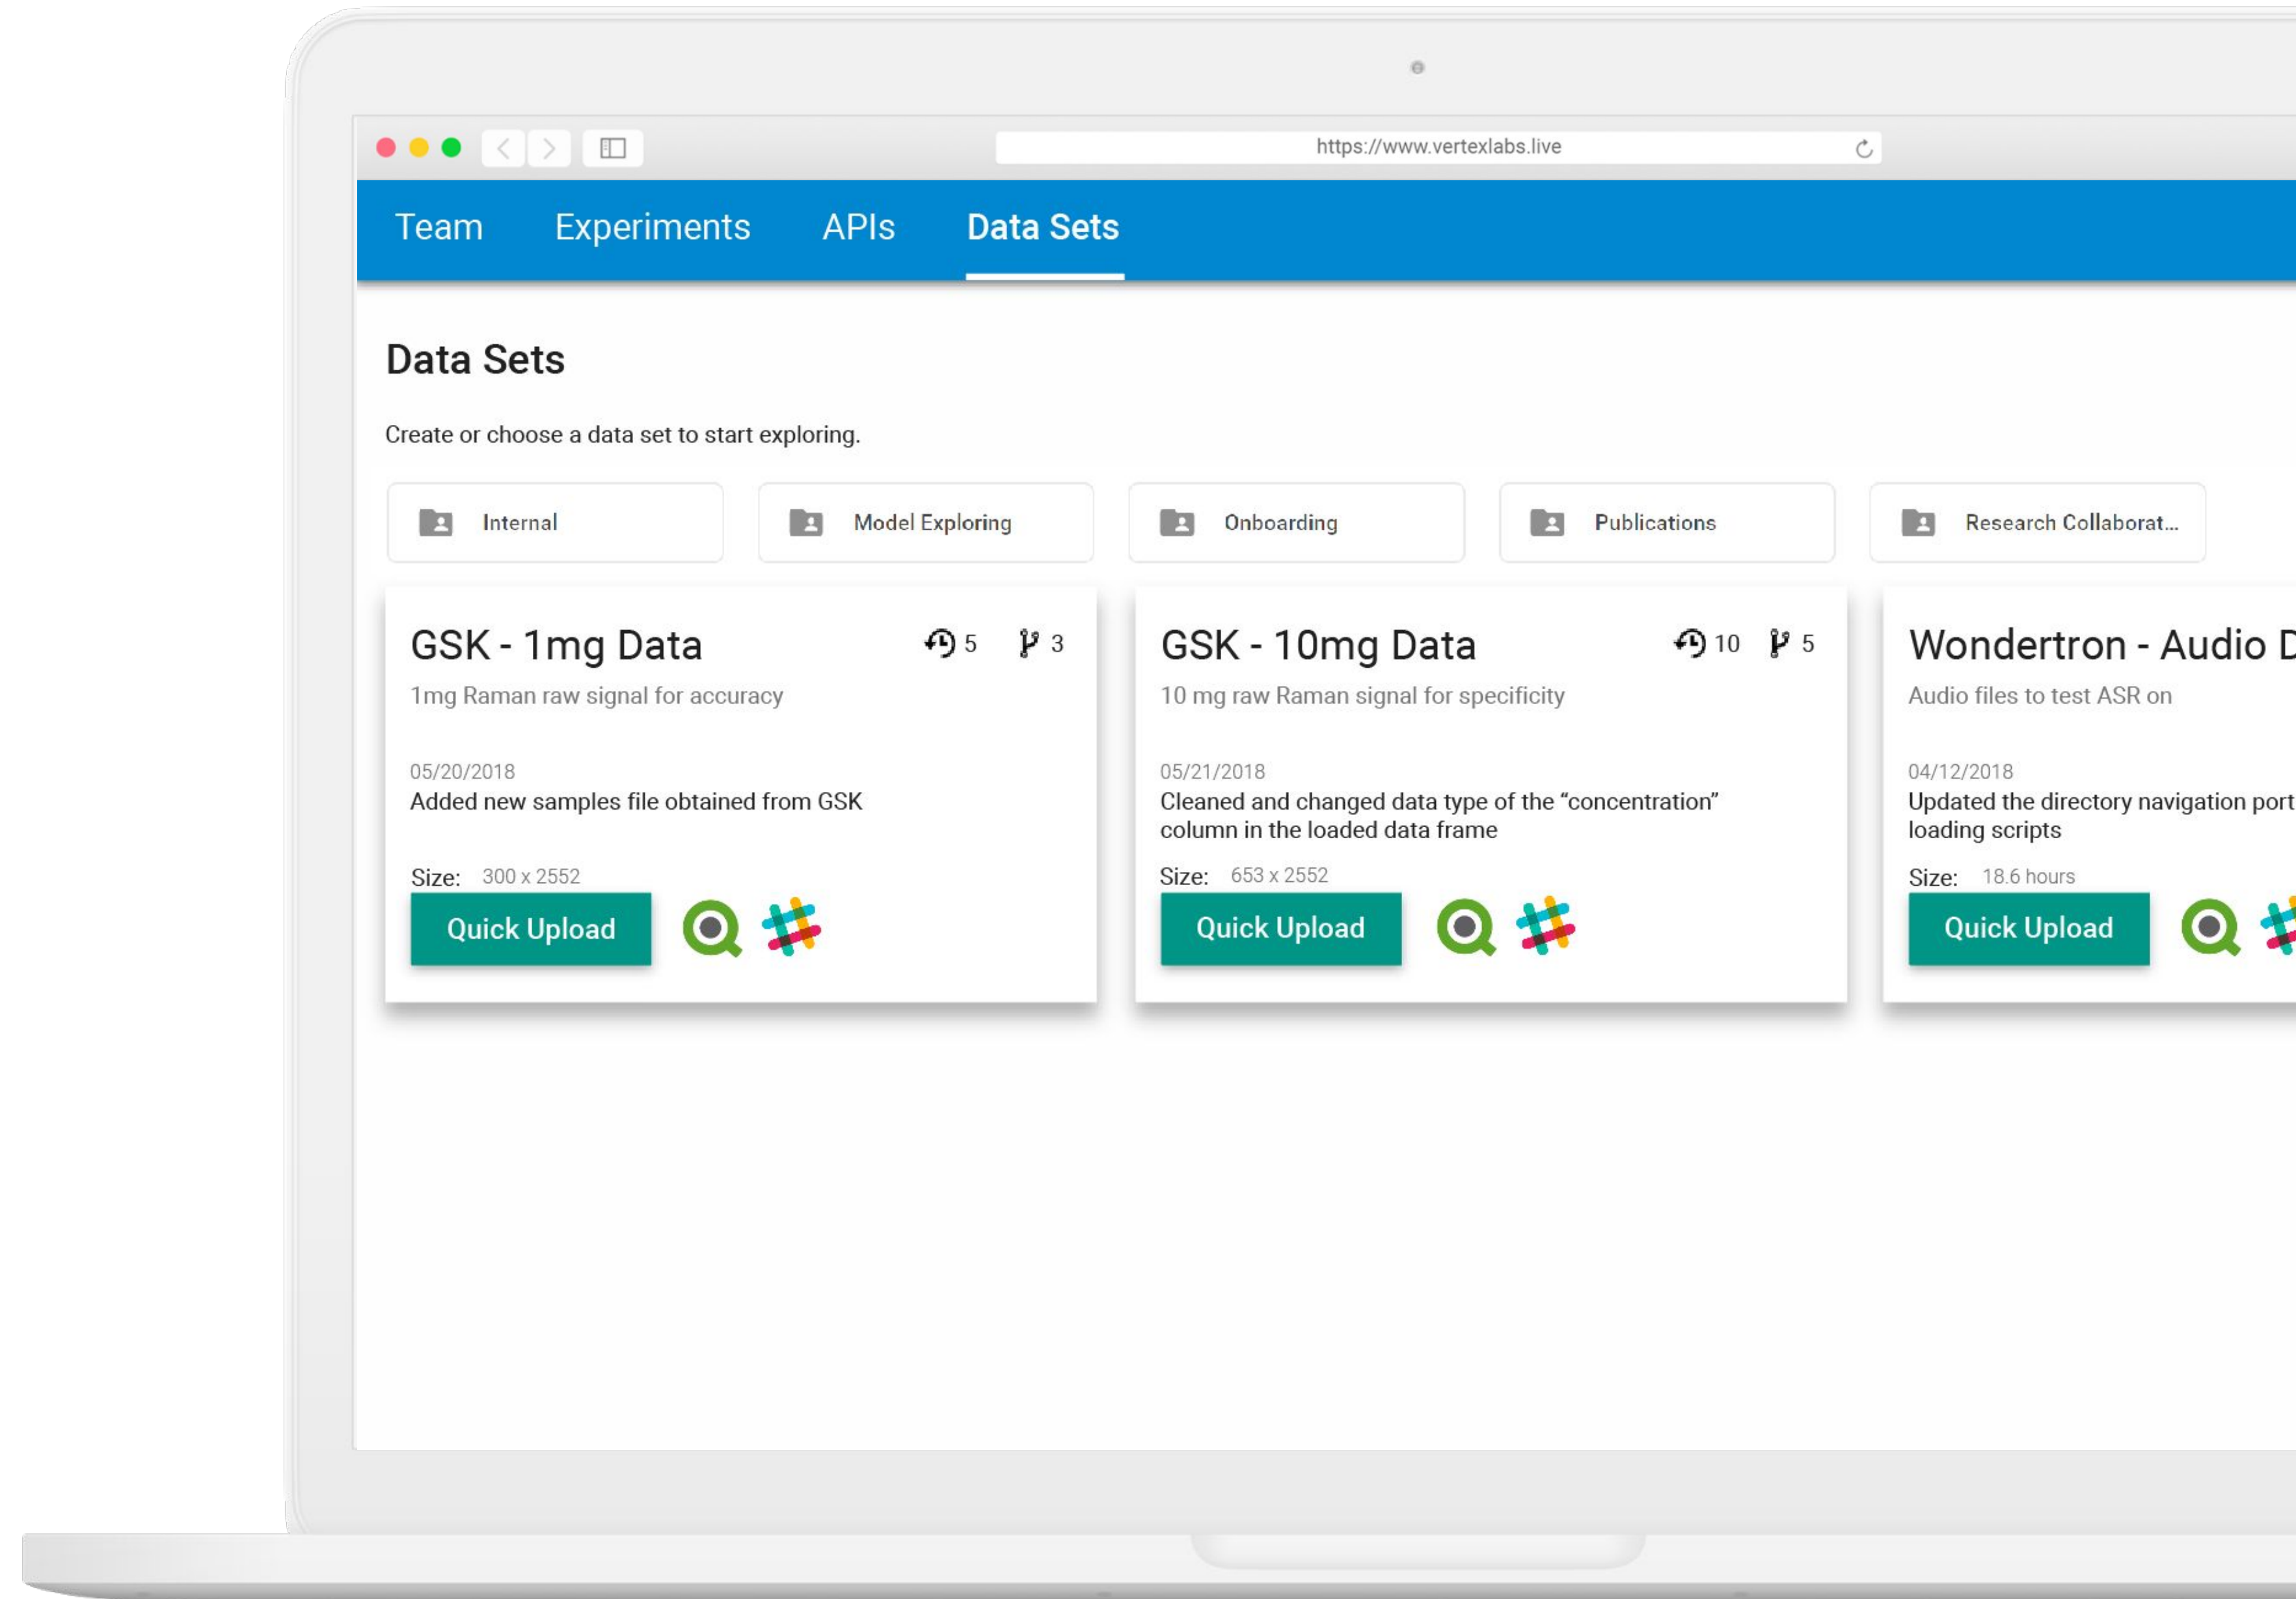 https://www.vertexlabs.live
Team Experiments APIs Data Sets
Data Sets
Create or choose a data set to start exploring.
Internal Model Exploring Onboarding Publications Research Collaborat...
GSK - 1mg Data 5 3
1mg Raman raw signal for accuracy
05/20/2018
Added new samples file obtained from GSK
Size: 300 x 2552
Quick Upload
GSK - 10mg Data 10 5
10 mg raw Raman signal for specificity
05/21/2018
Cleaned and changed data type of the “concentration”
column in the loaded data frame
Size: 653 x 2552
Quick Upload
Wondertron - Audio
Audio files to test ASR on
04/12/2018
Updated the directory navigation port
loading scripts
Size: 18.6 hours
Quick Upload